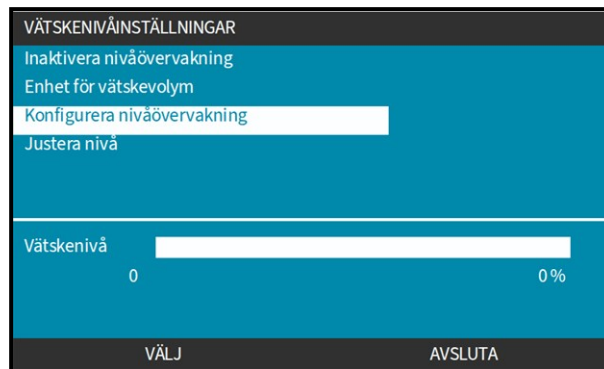 VÄTSKENIVÅINSTÄLLNINGAR
Inaktivera nivåövervakning
Enhet för vätskevolym
Konfigurera nivåövervakning
Justera nivå
Vätskenivå
0 0 %
VÄLJ AVSLUTA